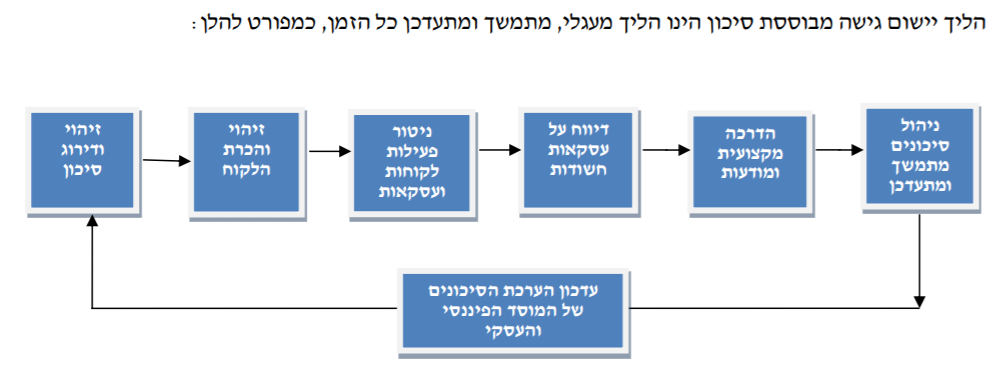 הליך יישום גישה מבוססת סיכון הינו הליך מעגלי, מתמשך ומתעדכן כל הזמן, כמפורט להלן:
זיהוי
ודירוג
סיכון
זיהוי
והכרת
הלקוח
ניטור
פעילות
לקוחות
ועסקאות
דיווח על
עסקאות
חשודות
הדרכה
מקצועית
ומודעות
ניהול
סיכונים
מתמשך
ומתעדכן
עדכון הערכת הסיכונים
של המוסד הפיננסי
והעסקי